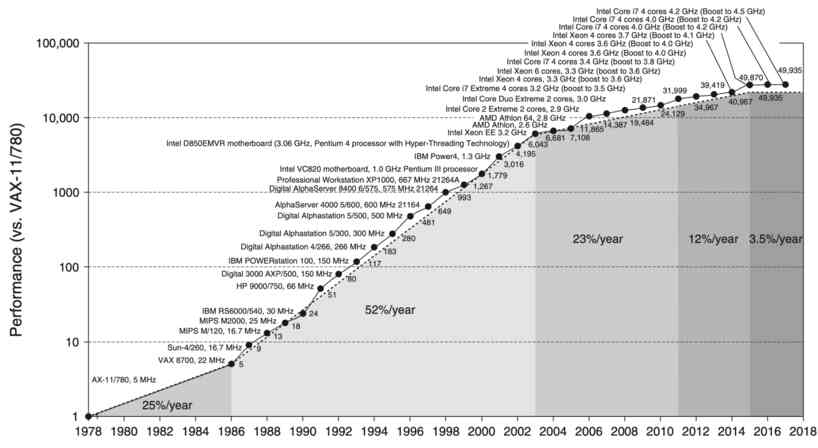 Intel Core i7 4 cores 4.2 GHz (Boost to 4.5 GHz)
Intel Core i7 4 cores 4.0 GHz (Boost to 4.2 GHz)
Intel Core i7 4 cores 4.0 GHz (Boost to 4.2 GHz)
Intel Xeon 4 cores 3.7 GHz (Boost to 4.1 GHz)
Intel Xeon 4 cores 3.6 GHz (Boost to 4.0 GHz)
Intel Xeon 4 cores 3.6 GHz (Boost to 4.0 GHz)
Intel Core i7 4 cores 3.4 GHz (boost to 3.8 GHz)
Intel Xeon 6 cores, 3.3 GHz (boost to 3.6 GHz)
Intel Xeon 4 cores, 3.3 GHz (boost to 3.6 GHz)
Intel Core i7 Extreme 4 cores 3.2 GHz (boost to 3.5 GHz)
Intel Core Duo Extreme 2 cores, 3.0 GHz
Intel Core 2 Extreme 2 cores, 2.9 GHz
AMD Athlon 64, 2.8 GHz
AMD Athlon, 2.6 GHz
Intel Xeon EE 3.2 GHz
Intel D850EMVR motherboard (3.06 GHz, Pentium 4 processor with Hyper-Threading Technology)
IBM Power4, 1.3 GHz
Intel VC820 motherboard, 1.0 GHz Pentium III processor
Professional Workstation XP1000, 667 MHz 21264A
Digital AlphaServer 8400 6/575, 575 MHz 21264
AlphaServer 4000 5/600, 600 MHz 21164
Digital Alphastation 5/500, 500 MHz
Digital Alphastation 5/300, 300 MHz
Digital Alphastation 4/266, 266 MHz
IBM POWERstation 100, 150 MHz
Digital 3000 AXP/500, 150 MHz
HP 9000/750, 66 MHz
IBM RS6000/540, 30 MHz
MIPS M2000, 25 MHz
MIPS M/120, 16.7 MHz
Sun-4/260, 16.7 MHz
VAX 8700, 22 MHz
AX-11/780, 5 MHz
5
9
13
18
24
51
80
117
183
280
481
649
993
1,267
1,779
3,016
4,195
6,043
6,681
7,108
11,865
14,387
19,484
21,871
24,129
31,999
34,967
39,419
40,967
49,870
49,935
49,935
25%/year
52%/year
23%/year
12%/year
3.5%/year
Performance (vs. VAX-11/780)
100,000
10,000
1000
100
10
1
1978 1980 1982 1984 1986 1988 1990 1992 1994 1996 1998 2000 2002 2004 2006 2008 2010 2012 2014 2016 2018